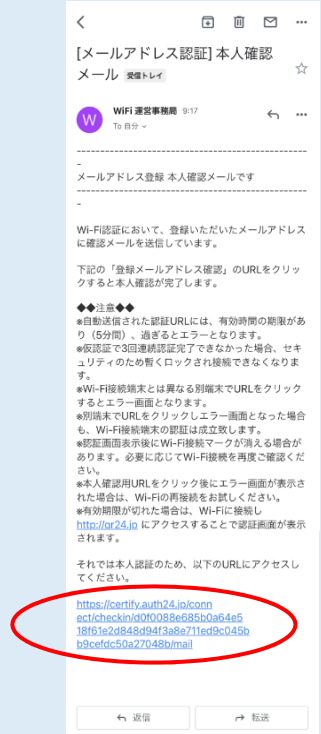 [メールアドレス認証] 本人確認
メール 受信トレイ
W
WiFi 運営事務局 9:17
To 自分
--------------------------------------------------
-
メールアドレス登録 本人確認メールです
--------------------------------------------------
-
Wi-Fi認証において、登録いただいたメールアドレス
に確認メールを送信しています。
下記の「登録メールアドレス確認」のURLをクリッ
クすると本人確認が完了します。
◆◆注意◆◆
※自動送信された認証URLには、有効時間の期限があ
り（5分間）、過ぎるとエラーとなります。
※仮認証で3回連続認証完了できなかった場合、セキ
ュリティのため暫くロックされ接続できなくなりま
す。
※Wi-Fi接続端末とは異なる別端末でURLをクリック
するとエラー画面となります。
※別端末でURLをクリックしエラー画面となった場合
も、Wi-Fi接続端末の認証は成立致します。
※認証画面表示後にWi-Fi接続マークが消える場合が
あります。必要に応じてWi-Fi接続を再度ご確認くだ
さい。
※本人確認用URLをクリック後にエラー画面が表示さ
れた場合は、Wi-Fiの再接続をお試しください。
※有効期限が切れた場合は、Wi-Fiに接続し
http://qr24.jp にアクセスすることで認証画面が表示
されます。
それでは本人認証のため、以下のURLにアクセスし
てください。
https://certify.auth24.jp/conn
ect/checkin/d0f0088e685b0a64e5
18f61e2d848d94f3a8e711ed9c045b
b9cefdc50a27048b/mail
返信
転送